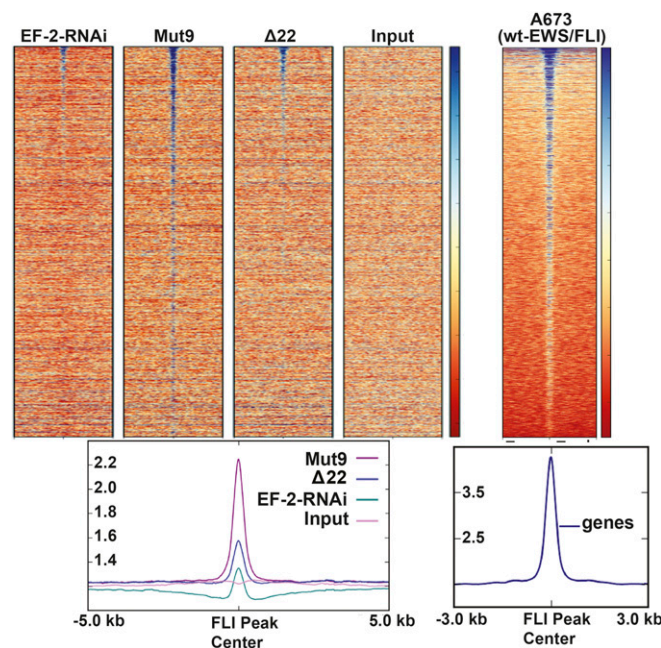 EF-2-RNAi Mut9 Δ22 Input
A673
(wt-EWS/FLI)
2.2
2.0
1.8
1.6
1.4
Mut9
Δ22
EF-2-RNAi
Input
-5.0 kb FLI Peak 5.0 kb
Center
3.5
2.5
genes
-3.0 kb FLI Peak 3.0 kb
Center